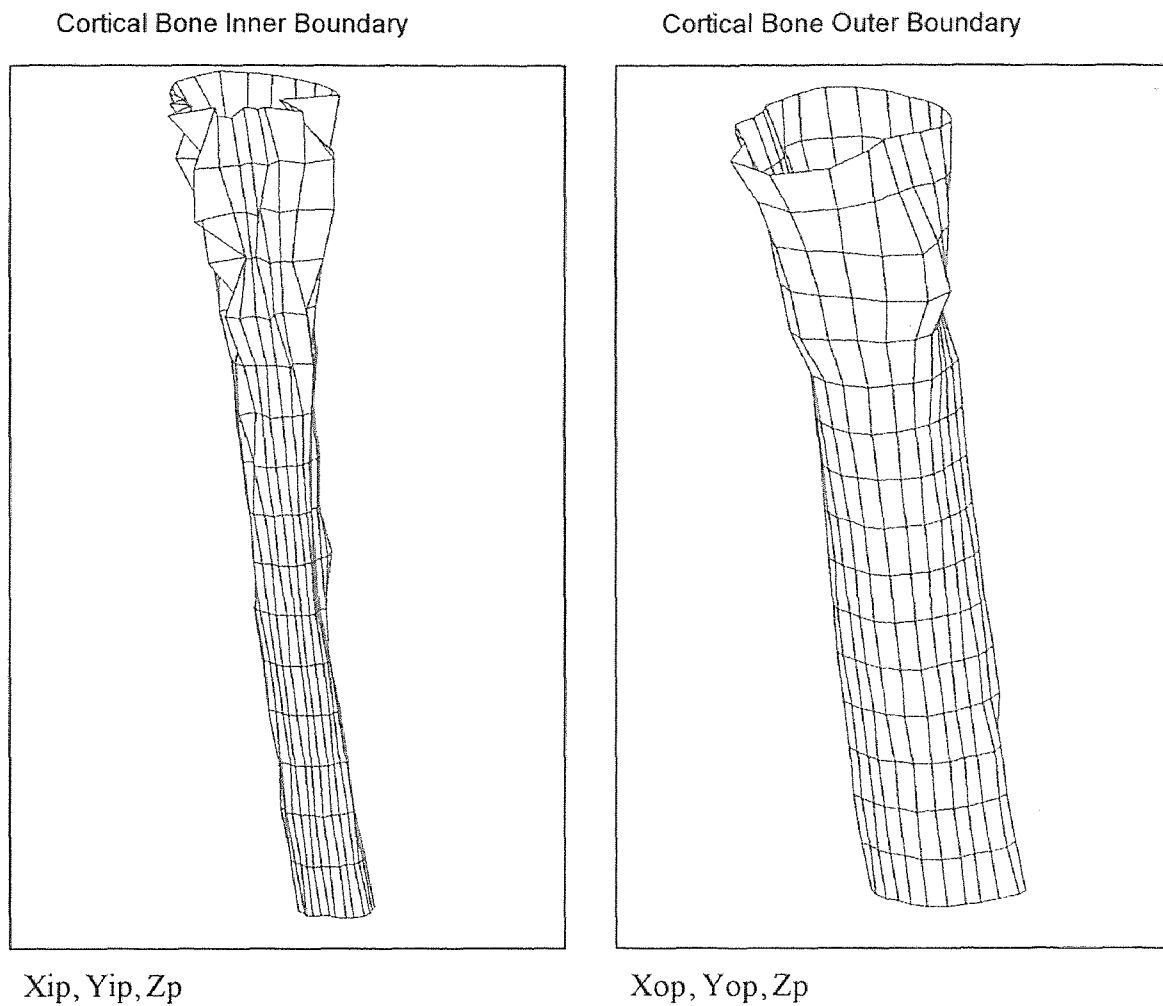 Cortical Bone Inner Boundary
Cortical Bone Outer Boundary
Xip, Yip, Zp
Xop, Yop, Zp